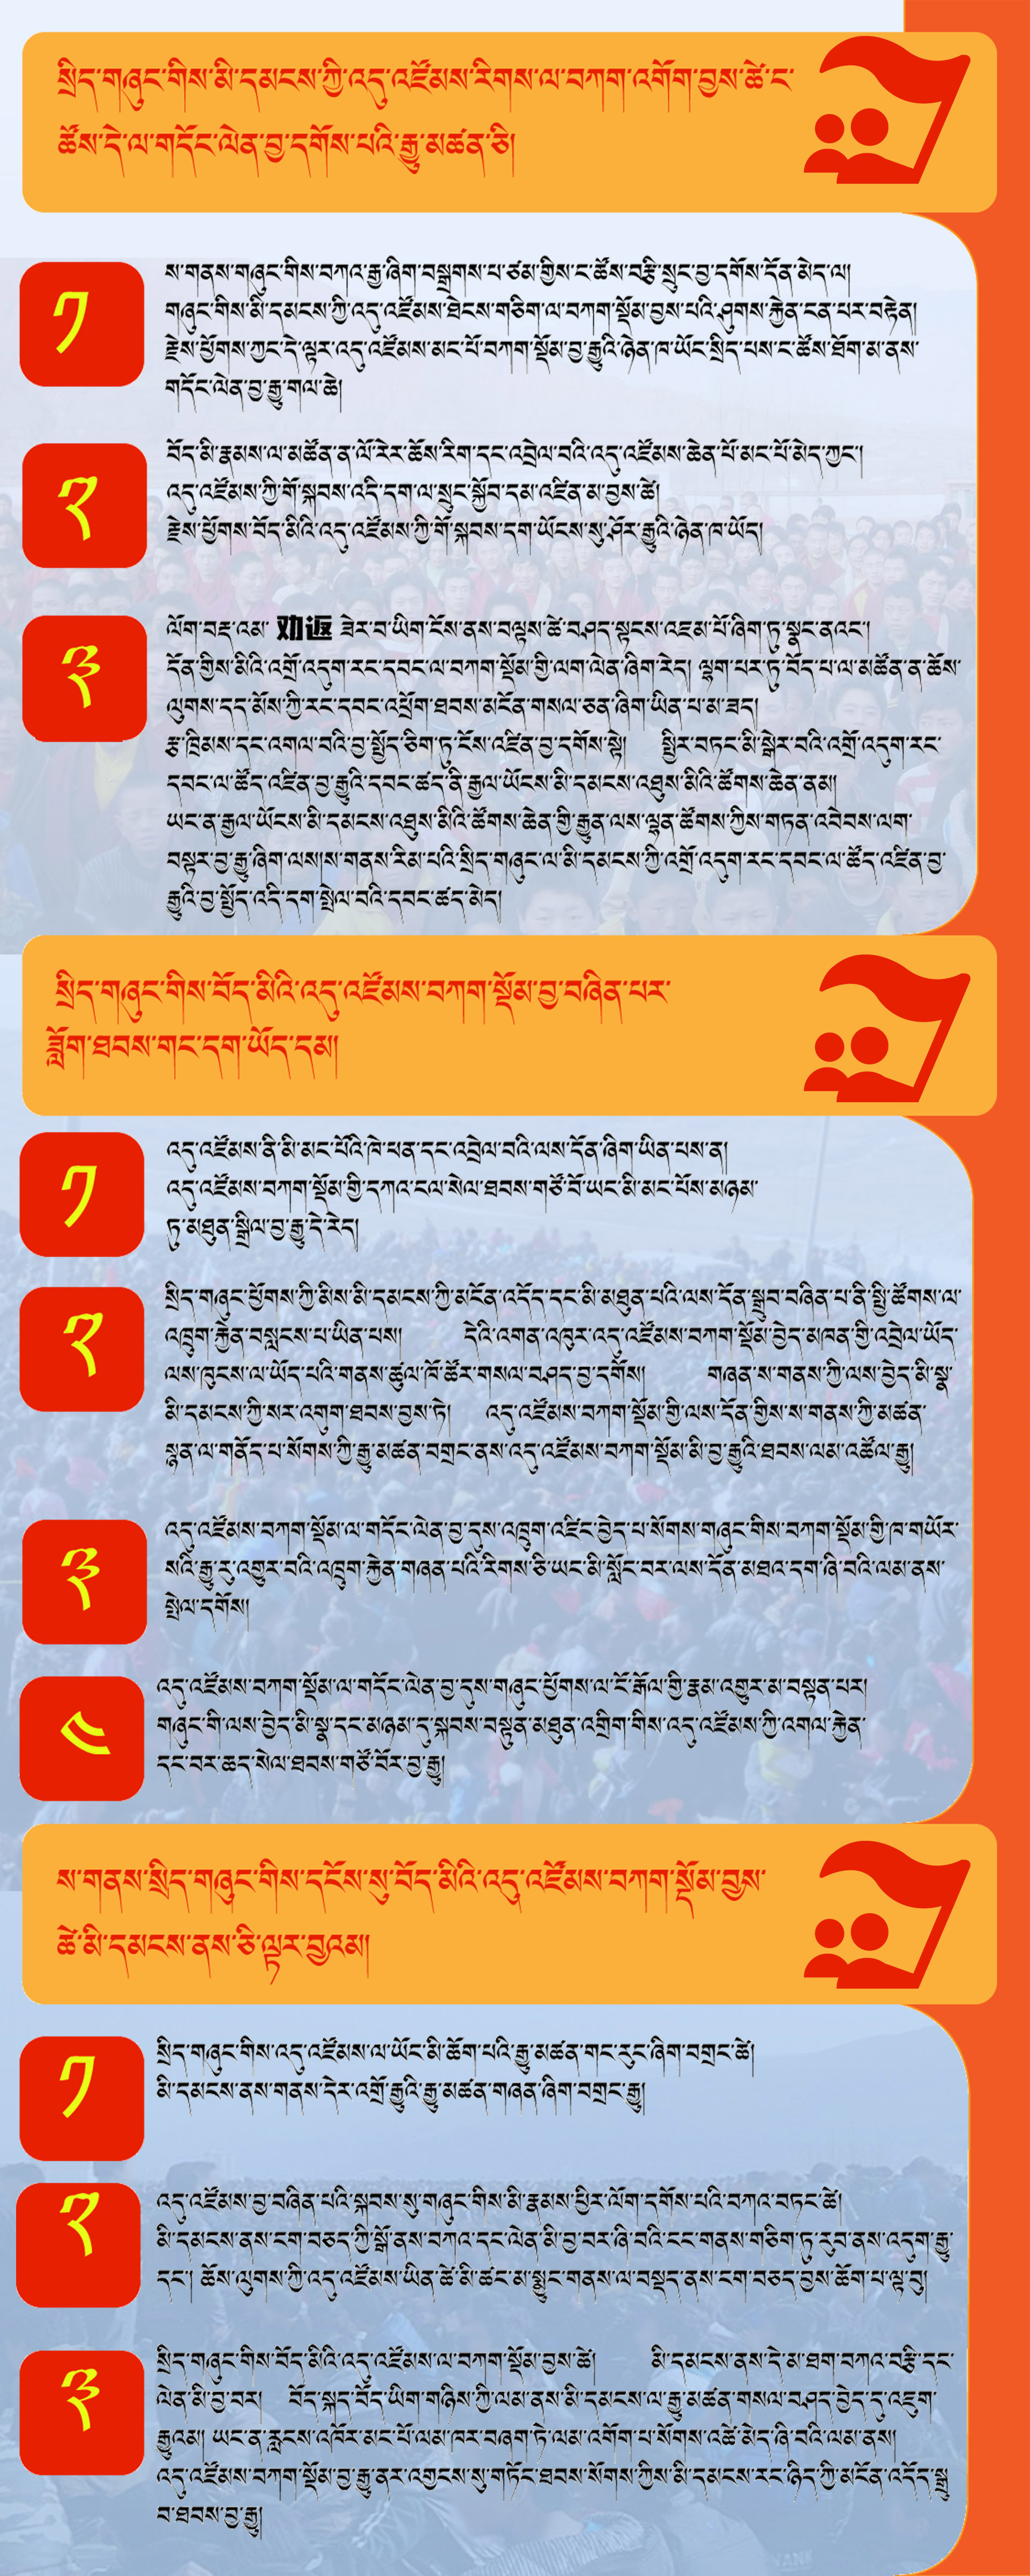 སྲིད་གཞུང་གིས་མི་དམངས་ཀྱི་འདུ་འཛོམས་རིགས་ལ་བཀག་འགོག་བྱས་ཚེ་ང་
ཚོས་དེ་ལ་གདོང་ལེན་བྱ་དགོས་པའི་རྒྱུ་མཚན་ཅི།
༡
ས་གནས་གཞུང་གིས་བཀའ་རྒྱ་ཞིག་བསྒྲགས་པ་ཙམ་གྱིས་ང་ཚོས་བརྩི་སྲུང་བྱ་དགོས་དོན་མེད་ལ།
གཞུང་གིས་མི་དམངས་ཀྱི་འདུ་འཛོམས་ཐེངས་གཅིག་ལ་བཀག་སྡོམ་བྱས་པའི་ཤུགས་རྐྱེན་ངན་པར་བརྟེན།
རྗེས་ཕྱོགས་ཀྱང་དེ་ལྟར་འདུ་འཛོམས་མང་པོ་བཀག་སྡོམ་བྱ་རྒྱུའི་ཉེན་ཁ་ཡོང་སྲིད་པས་ང་ཚོས་ཐོག་མ་ནས་
གདོང་ལེན་བྱ་རྒྱུ་གལ་ཆེ།
༢
བོད་མི་རྣམས་ལ་མཚོན་ན་ལོ་རེར་ཆོས་རིག་དང་འབྲེལ་བའི་འདུ་འཛོམས་ཆེན་པོ་མང་པོ་མེད་ཀྱང་།
འདུ་འཛོམས་ཀྱི་གོ་སྐབས་འདི་དག་ལ་སྲུང་སྐྱོབ་དམ་འཛིན་མ་བྱས་ཚེ།
རྗེས་ཕྱོགས་བོད་མིའི་འདུ་འཛོམས་ཀྱི་གོ་སྐབས་དག་ཡོངས་སུ་ཤོར་རྒྱུའི་ཉེན་ཁ་ཡོད།
༣
ལོག་བརྡ་འམ་ 劝返 ཟེར་བ་ཡིག་ངོས་ནས་བལྟས་ཚེ་བཤད་སྟངས་འཇམ་པོ་ཞིག་ཏུ་སྣང་ནའང་།
དོན་གྱིས་མིའི་འགྲོ་འདུག་རང་དབང་ལ་བཀག་སྡོམ་གྱི་ལག་ལེན་ཞིག་རེད། ལྷག་པར་ཏུ་བོད་པ་ལ་མཚོན་ན་ཆོས་
ལུགས་དད་མོས་ཀྱི་རང་དབང་འཕྲོག་ཐབས་མངོན་གསལ་ཅན་ཞིག་ཡིན་པ་མ་ཟད།
རྩ་ཁྲིམས་དང་འགལ་བའི་བྱ་སྤྱོད་ཅིག་ཏུ་ངོས་འཛིན་བྱ་དགོས་སྟེ། སྤྱིར་བཏང་མི་སྒེར་བའི་འགྲོ་འདུག་རང་
དབང་ལ་ཚོད་འཛིན་བྱ་རྒྱུའི་དབང་ཚད་ནི་རྒྱལ་ཡོངས་མི་དམངས་འཐུས་མིའི་ཚོགས་ཆེན་ནམ།
ཡང་ན་རྒྱལ་ཡོངས་མི་དམངས་འཐུས་མིའི་ཚོགས་ཆེན་གྱི་རྒྱུན་ལས་ལྷན་ཚོགས་ཀྱིས་གཏན་འབེབས་ལག་
བསྟར་བྱ་རྒྱུ་ཞིག་ལས་ས་གནས་རིམ་པའི་སྲིད་གཞུང་ལ་མི་དམངས་ཀྱི་འགྲོ་འདུག་རང་དབང་ལ་ཚོད་འཛིན་བྱ་
རྒྱུའི་བྱ་སྤྱོད་འདི་དག་སྤེལ་བའི་དབང་ཚད་མེད།
སྲིད་གཞུང་གིས་བོད་མིའི་འདུ་འཛོམས་བཀག་སྡོམ་བྱ་བཞིན་པར་
ཟློག་ཐབས་གང་དག་ཡོད་དམ།
༡
འདུ་འཛོམས་ནི་མི་མང་པོའི་ཁེ་ཕན་དང་འབྲེལ་བའི་ལས་དོན་ཞིག་ཡིན་པས་ན།
འདུ་འཛོམས་བཀག་སྡོམ་གྱི་དཀའ་ངལ་སེལ་ཐབས་གཙོ་བོ་ཡང་མི་མང་པོས་མཉམ་
ཏུ་མཐུན་སྒྲིལ་བྱ་རྒྱུ་དེ་རེད།
༢
སྲིད་གཞུང་ཕྱོགས་ཀྱི་མིས་མི་དམངས་ཀྱི་མངོན་འདོད་དང་མི་མཐུན་པའི་ལས་དོན་སྒྲུབ་བཞིན་པ་ནི་སྤྱི་ཚོགས་ལ་
འཁྲུག་རྐྱེན་བསླངས་པ་ཡིན་པས། དེའི་འགན་འཁུར་འདུ་འཛོམས་བཀག་སྡོམ་བྱེད་མཁན་གྱི་འབྲེལ་ཡོད་
ལས་ཁུངས་ལ་ཡོད་པའི་གནས་ཚུལ་ཁོ་ཚོར་གསལ་བཤད་བྱ་དགོས། གཞན་ས་གནས་ཀྱི་ལས་བྱེད་མི་སྣ་
མི་དམངས་ཀྱི་སར་འགུག་ཐབས་བྱས་ཏེ། འདུ་འཛོམས་བཀག་སྡོམ་གྱི་ལས་དོན་གྱིས་ས་གནས་ཀྱི་མཚན་
སྙན་ལ་གནོད་པ་སོགས་ཀྱི་རྒྱུ་མཚན་བགྲང་ནས་འདུ་འཛོམས་བཀག་སྡོམ་མི་བྱ་རྒྱུའི་ཐབས་ལམ་འཚོལ་རྒྱུ།
༣
འདུ་འཛོམས་བཀག་སྡོམ་ལ་གདོང་ལེན་བྱ་དུས་འཁྲུག་འཛིང་བྱེད་པ་སོགས་གཞུང་གིས་བཀག་སྡོམ་གྱི་ཁ་གཡོར་
སའི་རྒྱུ་རུ་འགྱུར་བའི་འཁྲུག་རྐྱེན་གཞན་པའི་རིགས་ཅི་ཡང་མི་སློང་བར་ལས་དོན་མཐའ་དག་ཞི་བའི་ལམ་ནས་
སྤེལ་དགོས།
༤
འདུ་འཛོམས་བཀག་སྡོམ་ལ་གདོང་ལེན་བྱ་དུས་གཞུང་ཕྱོགས་ལ་ངོ་རྒོལ་གྱི་རྣམ་འགྱུར་མ་བསྟན་པར།
གཞུང་གི་ལས་བྱེད་མི་སྣ་དང་མཉམ་དུ་སྐབས་བསྟུན་མཐུན་འགྲིག་གིས་འདུ་འཛོམས་ཀྱི་འགལ་རྐྱེན་
དང་བར་ཆད་སེལ་ཐབས་གཙོ་བོར་བྱ་རྒྱུ།
ས་གནས་སྲིད་གཞུང་གིས་དངོས་སུ་བོད་མིའི་འདུ་འཛོམས་བཀག་སྡོམ་བྱས་
ཚེ་མི་དམངས་ནས་ཅི་ལྟར་བྱའམ།
༡
སྲིད་གཞུང་གིས་འདུ་འཛོམས་ལ་ཡོང་མི་ཆོག་པའི་རྒྱུ་མཚན་གང་རུང་ཞིག་བགྲང་ཚེ།
མི་དམངས་ནས་གནས་དེར་འགྲོ་རྒྱུའི་རྒྱུ་མཚན་གཞན་ཞིག་བགྲང་རྒྱུ།
༢
འདུ་འཛོམས་བྱ་བཞིན་པའི་སྐབས་སུ་གཞུང་གིས་མི་རྣམས་ཕྱིར་ལོག་དགོས་པའི་བཀའ་བཏང་ཚེ།
མི་དམངས་ནས་ངག་བཅད་ཀྱི་སྒོ་ནས་བཀའ་དང་ལེན་མི་བྱ་བར་ཞི་བའི་ངང་གནས་གཅིག་ཏུ་རུབ་ནས་འདུག་རྒྱུ་
དང་། ཆོས་ལུགས་ཀྱི་འདུ་འཛོམས་ཡིན་ཚེ་མི་ཚང་མ་སྨྱུང་གནས་ལ་བསྡད་ནས་ངག་བཅད་བྱས་ཆོག་པ་ལྟ་བུ།
༣
སྲིད་གཞུང་གིས་བོད་མིའི་འདུ་འཛོམས་ལ་བཀག་སྡོམ་བྱས་ཚེ། མི་དམངས་ནས་དེ་མ་ཐག་བཀའ་བརྩི་དང་
ལེན་མི་བྱ་བར། བོད་སྐད་བོད་ཡིག་གཉིས་ཀྱི་ལམ་ནས་མི་དམངས་ལ་རྒྱུ་མཚན་གསལ་བཤད་བྱེད་དུ་འཇུག་
རྒྱུའམ། ཡང་ན་རླངས་འཁོར་མང་པོ་ལམ་ཁར་བཞག་ཏེ་ལམ་འགོག་པ་སོགས་འཚེ་མེད་ཞི་བའི་ལམ་ནས།
འདུ་འཛོམས་བཀག་སྡོམ་བྱ་རྒྱུ་ནར་འགྱངས་སུ་གཏོང་ཐབས་སོགས་ཀྱིས་མི་དམངས་རང་ཉིད་ཀྱི་མངོན་འདོད་སྒྲུ
བ་ཐབས་བྱ་རྒྱུ།